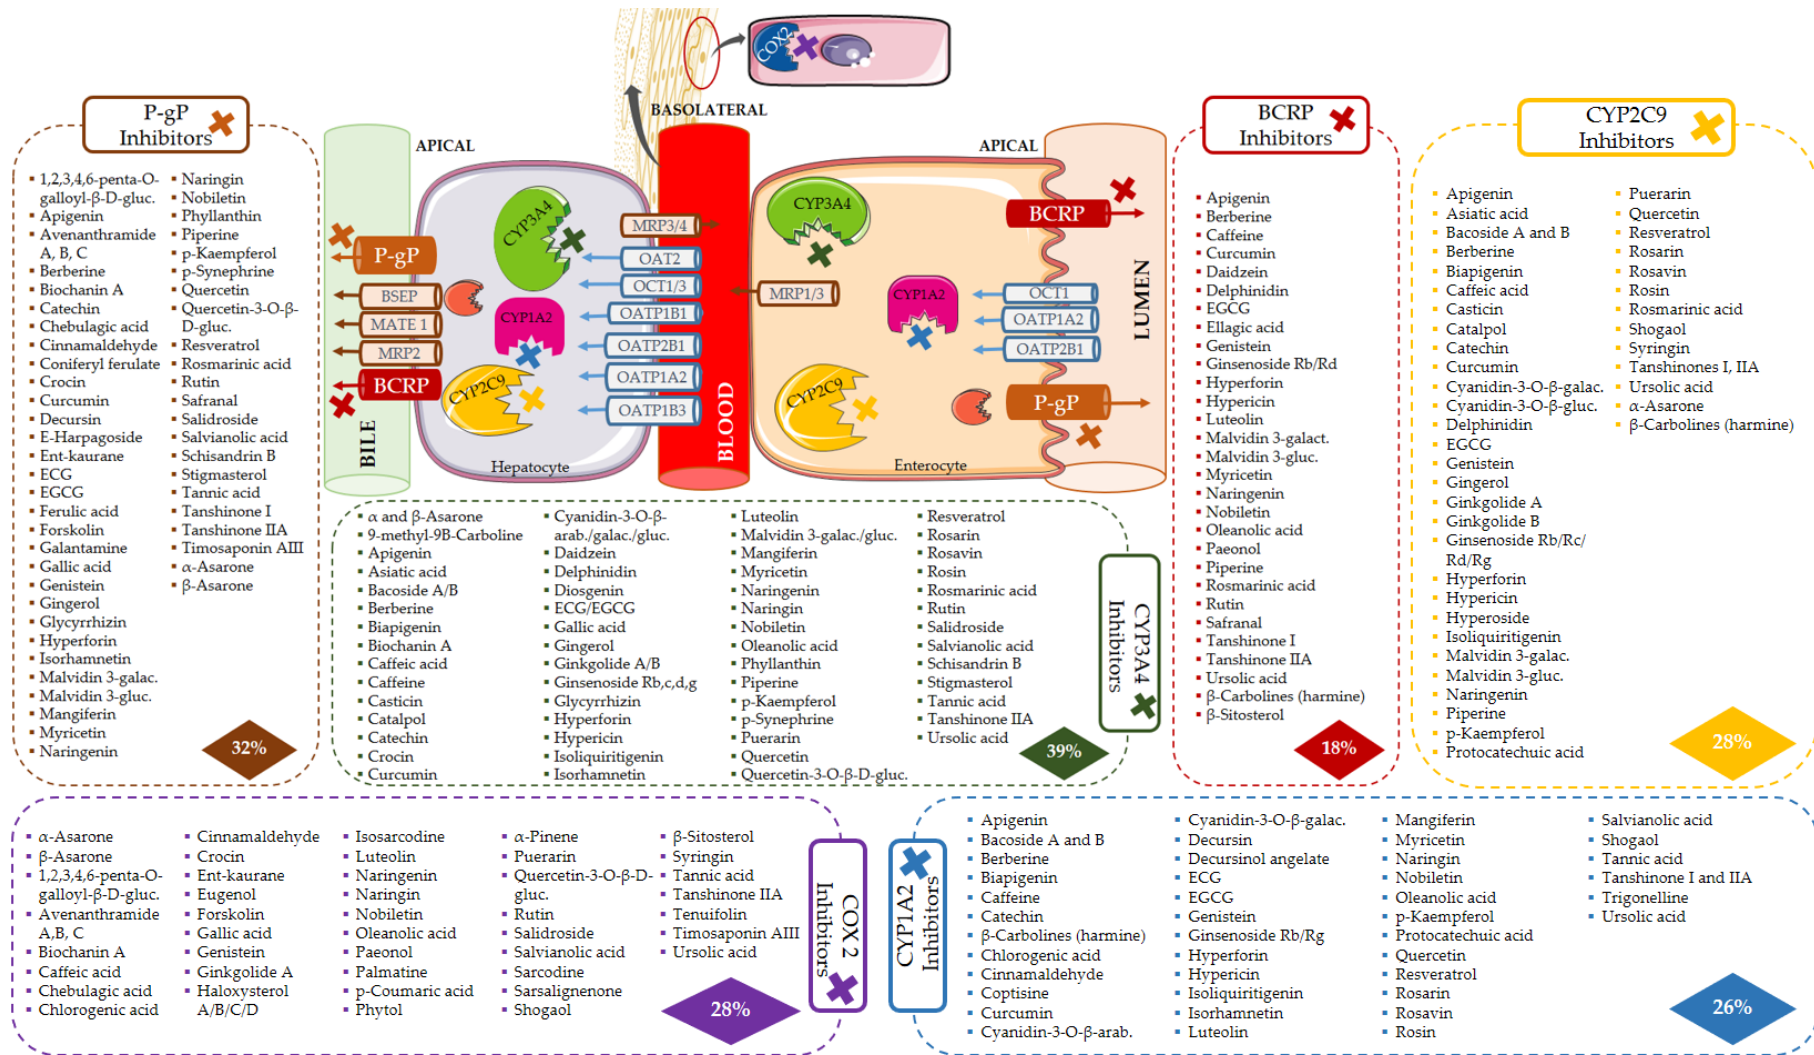 COX2
BASOLATERAL
APICAL
APICAL
P-gP
Inhibitors
1,2,3,4,6-penta-O-
galloyl-β-D-gluc.
Apigenin
Avenanthramide
A, B, C
Berberine
Biochanin A
Catechin
Chebulagic acid
Cinnamaldehyde
Coniferyl ferulate
Crocin
Curcumin
Decursin
E-Harpagoside
Ent-kaurane
ECG
EGCG
Ferulic acid
Forskolin
Galantamine
Gallic acid
Genistein
Gingerol
Glycyrrhizin
Hyperforin
Isorhamnetin
Malvidin 3-galac.
Malvidin 3-gluc.
Mangiferin
Myricetin
Naringenin
Naringin
Nobiletin
Phyllanthin
Piperine
p-Kaempferol
p-Synephrine
Quercetin
Quercetin-3-O-β-
D-gluc.
Resveratrol
Rosmarinic acid
Rutin
Safranal
Salidroside
Salvianolic acid
Schisandrin B
Stigmasterol
Tannic acid
Tanshinone I
Tanshinone IIA
Timosaponin AIII
α-Asarone
β-Asarone
32%
P-gP
BSEP
MATE 1
MRP2
BCRP
BILE
CYP3A4
CYP1A2
CYP2C9
Hepatocyte
MRP3/4
OAT2
OCT1/3
OATP1B1
OATP2B1
OATP1A2
OATP1B3
BLOOD
MRP1/3
CYP3A4
CYP1A2
CYP2C9
Enterocyte
BCRP
OCT1
OATP1A2
OATP2B1
P-gP
LUMEN
BCRP
Inhibitors
Apigenin
Berberine
Caffeine
Curcumin
Daidzein
Delphinidin
EGCG
Ellagic acid
Genistein
Ginsenoside Rb/Rd
Hyperforin
Hypericin
Luteolin
Malvidin 3-galact.
Malvidin 3-gluc.
Myricetin
Naringenin
Nobiletin
Oleanolic acid
Paeonol
Piperine
Rosmarinic acid
Rutin
Safranal
Tanshinone I
Tanshinone IIA
Ursolic acid
β-Carbolines (harmine)
β-Sitosterol
18%
CYP2C9
Inhibitors
Apigenin
Asiatic acid
Bacoside A and B
Berberine
Biapigenin
Caffeic acid
Casticin
Catalpol
Catechin
Curcumin
Cyanidin-3-O-β-galac.
Cyanidin-3-O-β-gluc.
Delphinidin
EGCG
Genistein
Gingerol
Ginkgolide A
Ginkgolide B
Ginsenoside Rb/Rc/
Rd/Rg
Hyperforin
Hypericin
Hyperoside
Isoliquiritigenin
Malvidin 3-galac.
Malvidin 3-gluc.
Naringenin
Piperine
p-Kaempferol
Protocatechuic acid
Puerarin
Quercetin
Resveratrol
Rosarin
Rosavin
Rosin
Rosmarinic acid
Shogaol
Syringin
Tanshinones I, IIA
Ursolic acid
α-Asarone
β-Carbolines (harmine)
28%
α and β-Asarone
9-methyl-9B-Carboline
Apigenin
Asiatic acid
Bacoside A/B
Berberine
Biapigenin
Biochanin A
Caffeic acid
Caffeine
Casticin
Catalpol
Catechin
Crocin
Curcumin
Cyanidin-3-O-β-
arab./galac./gluc.
Daidzein
Delphinidin
Diosgenin
ECG/EGCG
Gallic acid
Gingerol
Ginkgolide A/B
Ginsenoside Rb,c,d,g
Glycyrrhizin
Hyperforin
Hypericin
Isoliquiritigenin
Isorhamnetin
Luteolin
Malvidin 3-galac./gluc.
Mangiferin
Myricetin
Naringenin
Naringin
Nobiletin
Oleanolic acid
Phyllanthin
Piperine
p-Kaempferol
p-Synephrine
Puerarin
Quercetin
Quercetin-3-O-β-D-gluc.
Resveratrol
Rosarin
Rosavin
Rosin
Rosmarinic acid
Rutin
Salidroside
Salvianolic acid
Schisandrin B
Stigmasterol
Tannic acid
Tanshinone IIA
Ursolic acid
CYP3A4
Inhibitors
39%
α-Asarone
β-Asarone
1,2,3,4,6-penta-O-
galloyl-β-D-gluc.
Avenanthramide
A,B, C
Biochanin A
Caffeic acid
Chebulagic acid
Chlorogenic acid
Cinnamaldehyde
Crocin
Ent-kaurane
Eugenol
Forskolin
Gallic acid
Genistein
Ginkgolide A
Haloxysterol
A/B/C/D
Isosarcodine
Luteolin
Naringenin
Naringin
Nobiletin
Oleanolic acid
Paeonol
Palmatine
p-Coumaric acid
Phytol
α-Pinene
Puerarin
Quercetin-3-O-β-D-
gluc.
Rutin
Salidroside
Salvianolic acid
Sarcodine
Sarsalignenone
Shogaol
β-Sitosterol
Syringin
Tannic acid
Tanshinone IIA
Tenuifolin
Timosaponin AIII
Ursolic acid
28%
COX 2
Inhibitors
CYP1A2
Inhibitors
Apigenin
Bacoside A and B
Berberine
Biapigenin
Caffeine
Catechin
β-Carbolines (harmine)
Chlorogenic acid
Cinnamaldehyde
Coptisine
Curcumin
Cyanidin-3-O-β-arab.
Cyanidin-3-O-β-galac.
Decursin
Decursinol angelate
ECG
EGCG
Genistein
Ginsenoside Rb/Rg
Hyperforin
Hypericin
Isoliquiritigenin
Isorhamnetin
Luteolin
Mangiferin
Myricetin
Naringin
Nobiletin
Oleanolic acid
p-Kaempferol
Protocatechuic acid
Quercetin
Resveratrol
Rosarin
Rosavin
Rosin
Salvianolic acid
Shogaol
Tannic acid
Tanshinone I and IIA
Trigonelline
Ursolic acid
26%